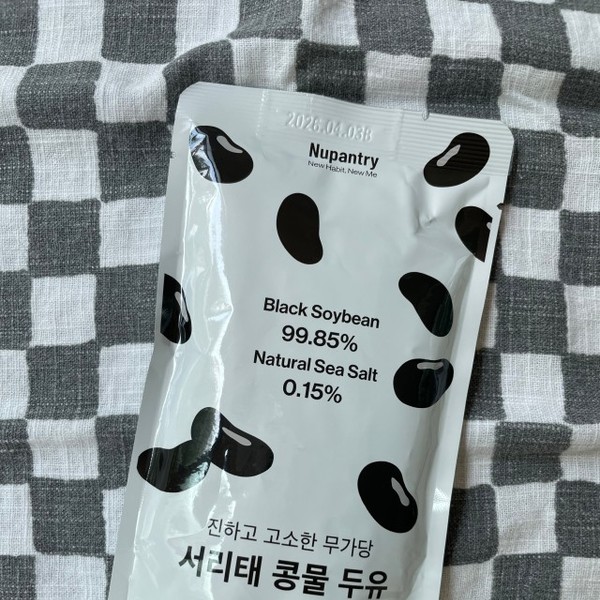 2026.04.03B
Nupantry
New Habit, New Me
Black Soybean
99.85%
Natural Sea Salt
0.15%
진하고 고소한 무가당
서리태 콩물 두유